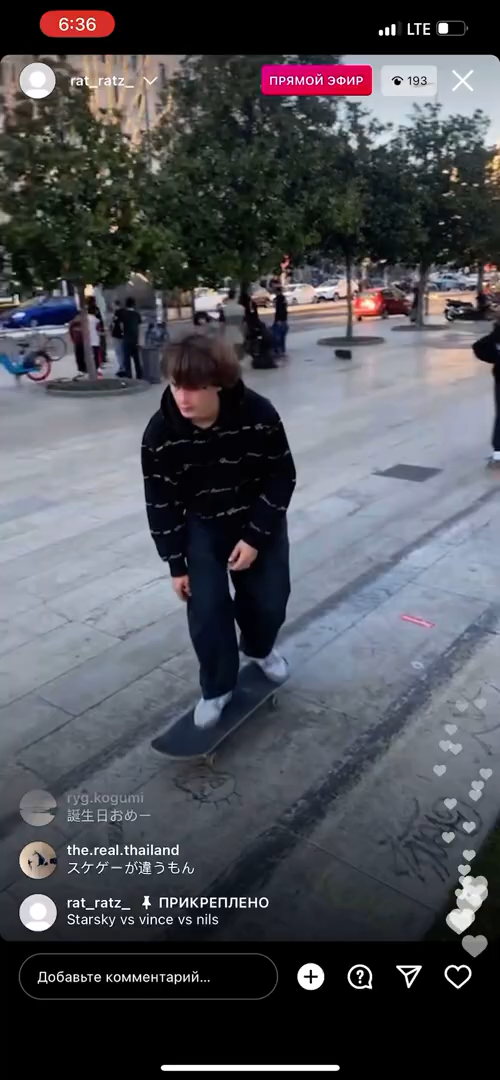 6:36
LTE
rat_ratz_
ПРЯМОЙ ЭФИР
193
ryg.kogumi
誕生日おめー
the.real.thailand
スケゲーが違うもん
rat_ratz_ ПРИКРЕПЛЕНО
Starsky vs vince vs nils
Добавьте комментарий...